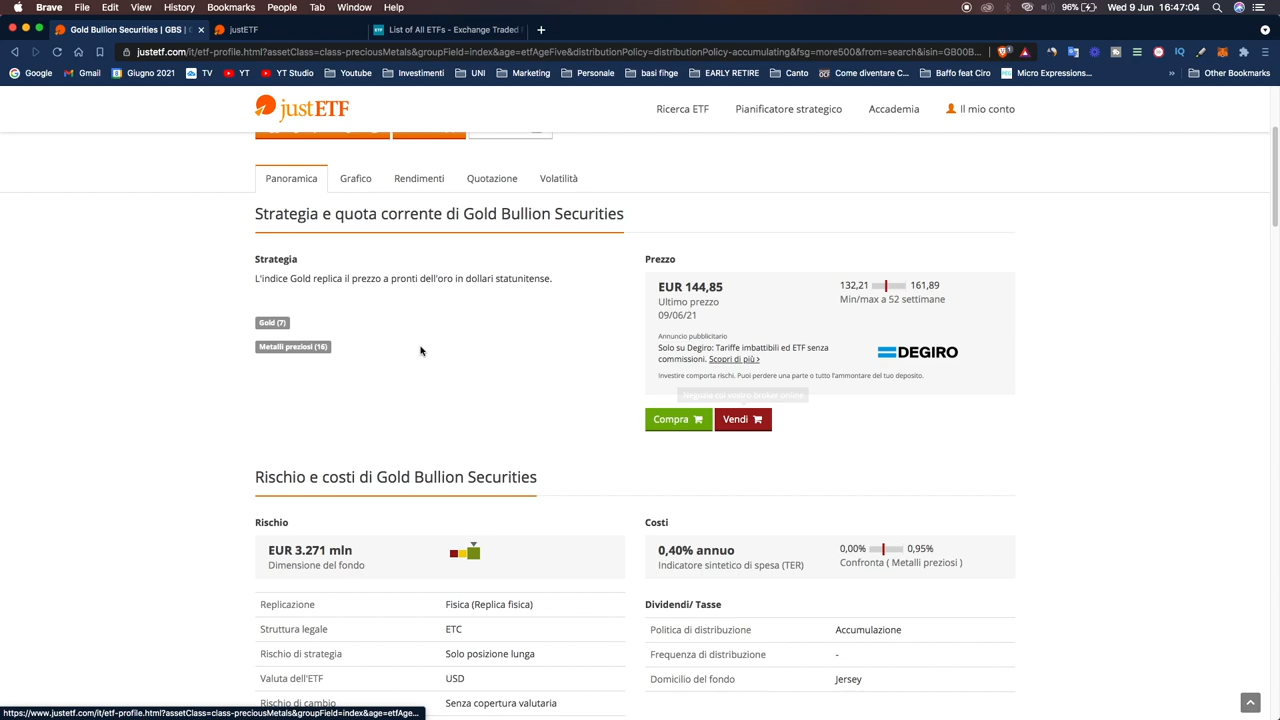 Brave File Edit View History Bookmarks People Tab Window Help
90% Wed 9 Jun 15:47:04
Gold Bullion Securities | GBS |
justETF
List of All ETFs - Exchange Traded
justetf.com/it/etf-profile.html?assetClass=class-preciousMetals&groupField=index&age=etfAgeFive&distributionPolicy=distributionPolicy-accumulating&fsg=more500&from=search&isin=GB00B...
Google Gmail Giugno 2021 TV YT YT Studio Youtube Rendimenti UNI Marketing Personale basi finge EARLY RETIRE Canto Come diventare C... Baffo feat Ciro Micro Expressions... » Other Bookmarks
justETF
Ricerca ETF Pianificatore strategico Accademia Il mio conto
Panoramica Grafico Rendimenti Quotazione Volatilità
Strategia e quota corrente di Gold Bullion Securities
Strategia
L'indice Gold replica il prezzo a pronti dell'oro in dollari statunitense.
Gold (7)
Metalli preziosi (16)
Prezzo
EUR 144,85
Ultimo prezzo
09/06/21
132,21 161,89
Min/max a 52 settimane
Annuncio pubblicitario
Solo su Degiro: Tariffe imbattibili ed ETF senza
commissioni. Scopri di più›
DEGIRO
Investire comporta rischi. Puoi perdere una parte o tutto l'ammontare del tuo deposito.
Negozia col vostro broker online
Compra Vendi
Rischio e costi di Gold Bullion Securities
Rischio
EUR 3.271 mln
Dimensione del fondo
Costi
0,40% annuo
Indicatore sintetico di spesa (TER)
0,00% 0,95%
Confronta ( Metalli preziosi )
Replicazione Fisica (Replica fisica)
Struttura legale ETC
Rischio di strategia Solo posizione lunga
Valuta dell'ETF USD
Rischio di cambio Senza copertura valutaria
Dividendi/ Tasse
Politica di distribuzione Accumulazione
Frequenza di distribuzione -
Domicilio del fondo Jersey
https://www.justetf.com/it/etf-profile.html?assetClass=class-preciousMetals&groupField=index&age=etfAge...